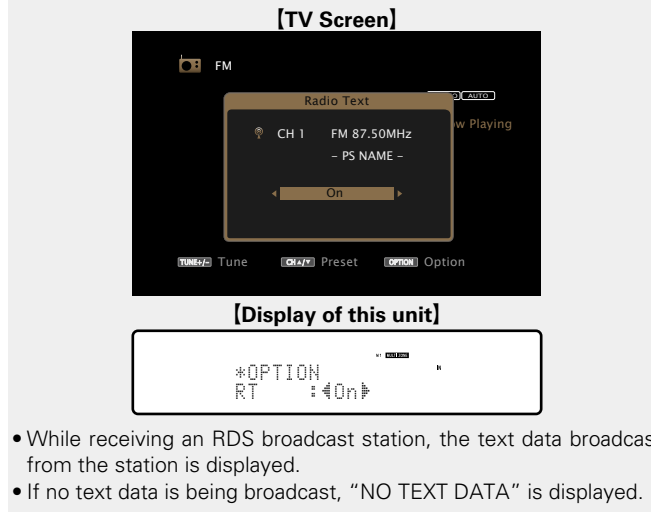 【TV Screen】
FM
AUTO
Radio Text
Playing
CH 1 FM 87.50MHz
– PS NAME –
On
TUNE+/– Tune CH ▲/▼ Preset OPTION Option
【Display of this unit】
MULTI ZONE
*OPTION
RT :◀On▶
• While receiving an RDS broadcast station, the text data
from the station is displayed.
• If no text data is being broadcast, “NO TEXT DATA” is displayed.